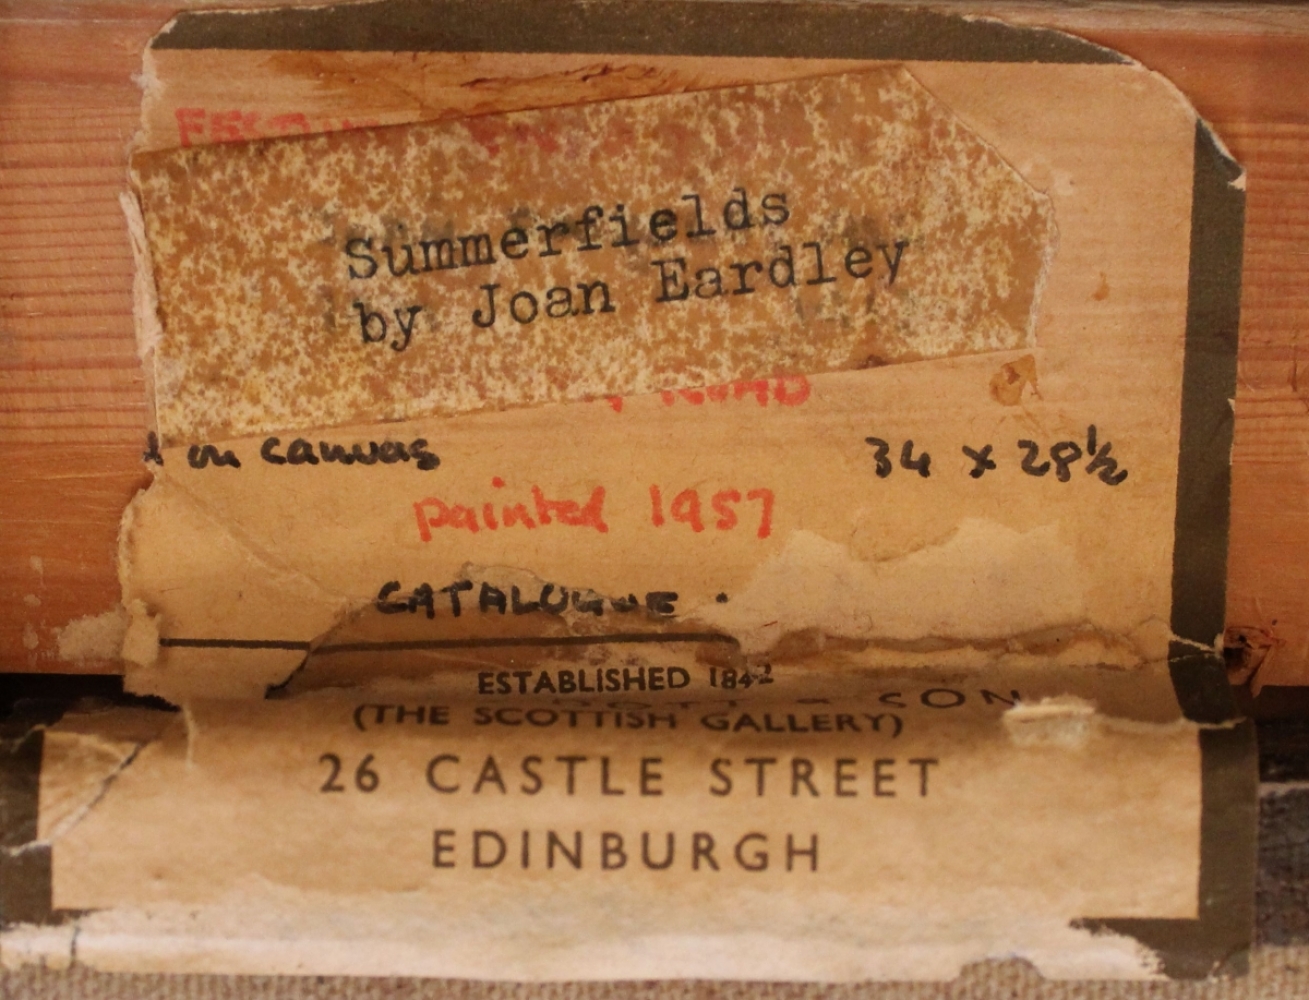 Summerfields
by Joan Eardley
on canvas 34 x 28½
painted 1957
CATALOGUE .
ESTABLISHED 1842
SON
(THE SCOTTISH GALLERY)
26 CASTLE STREET
EDINBURGH